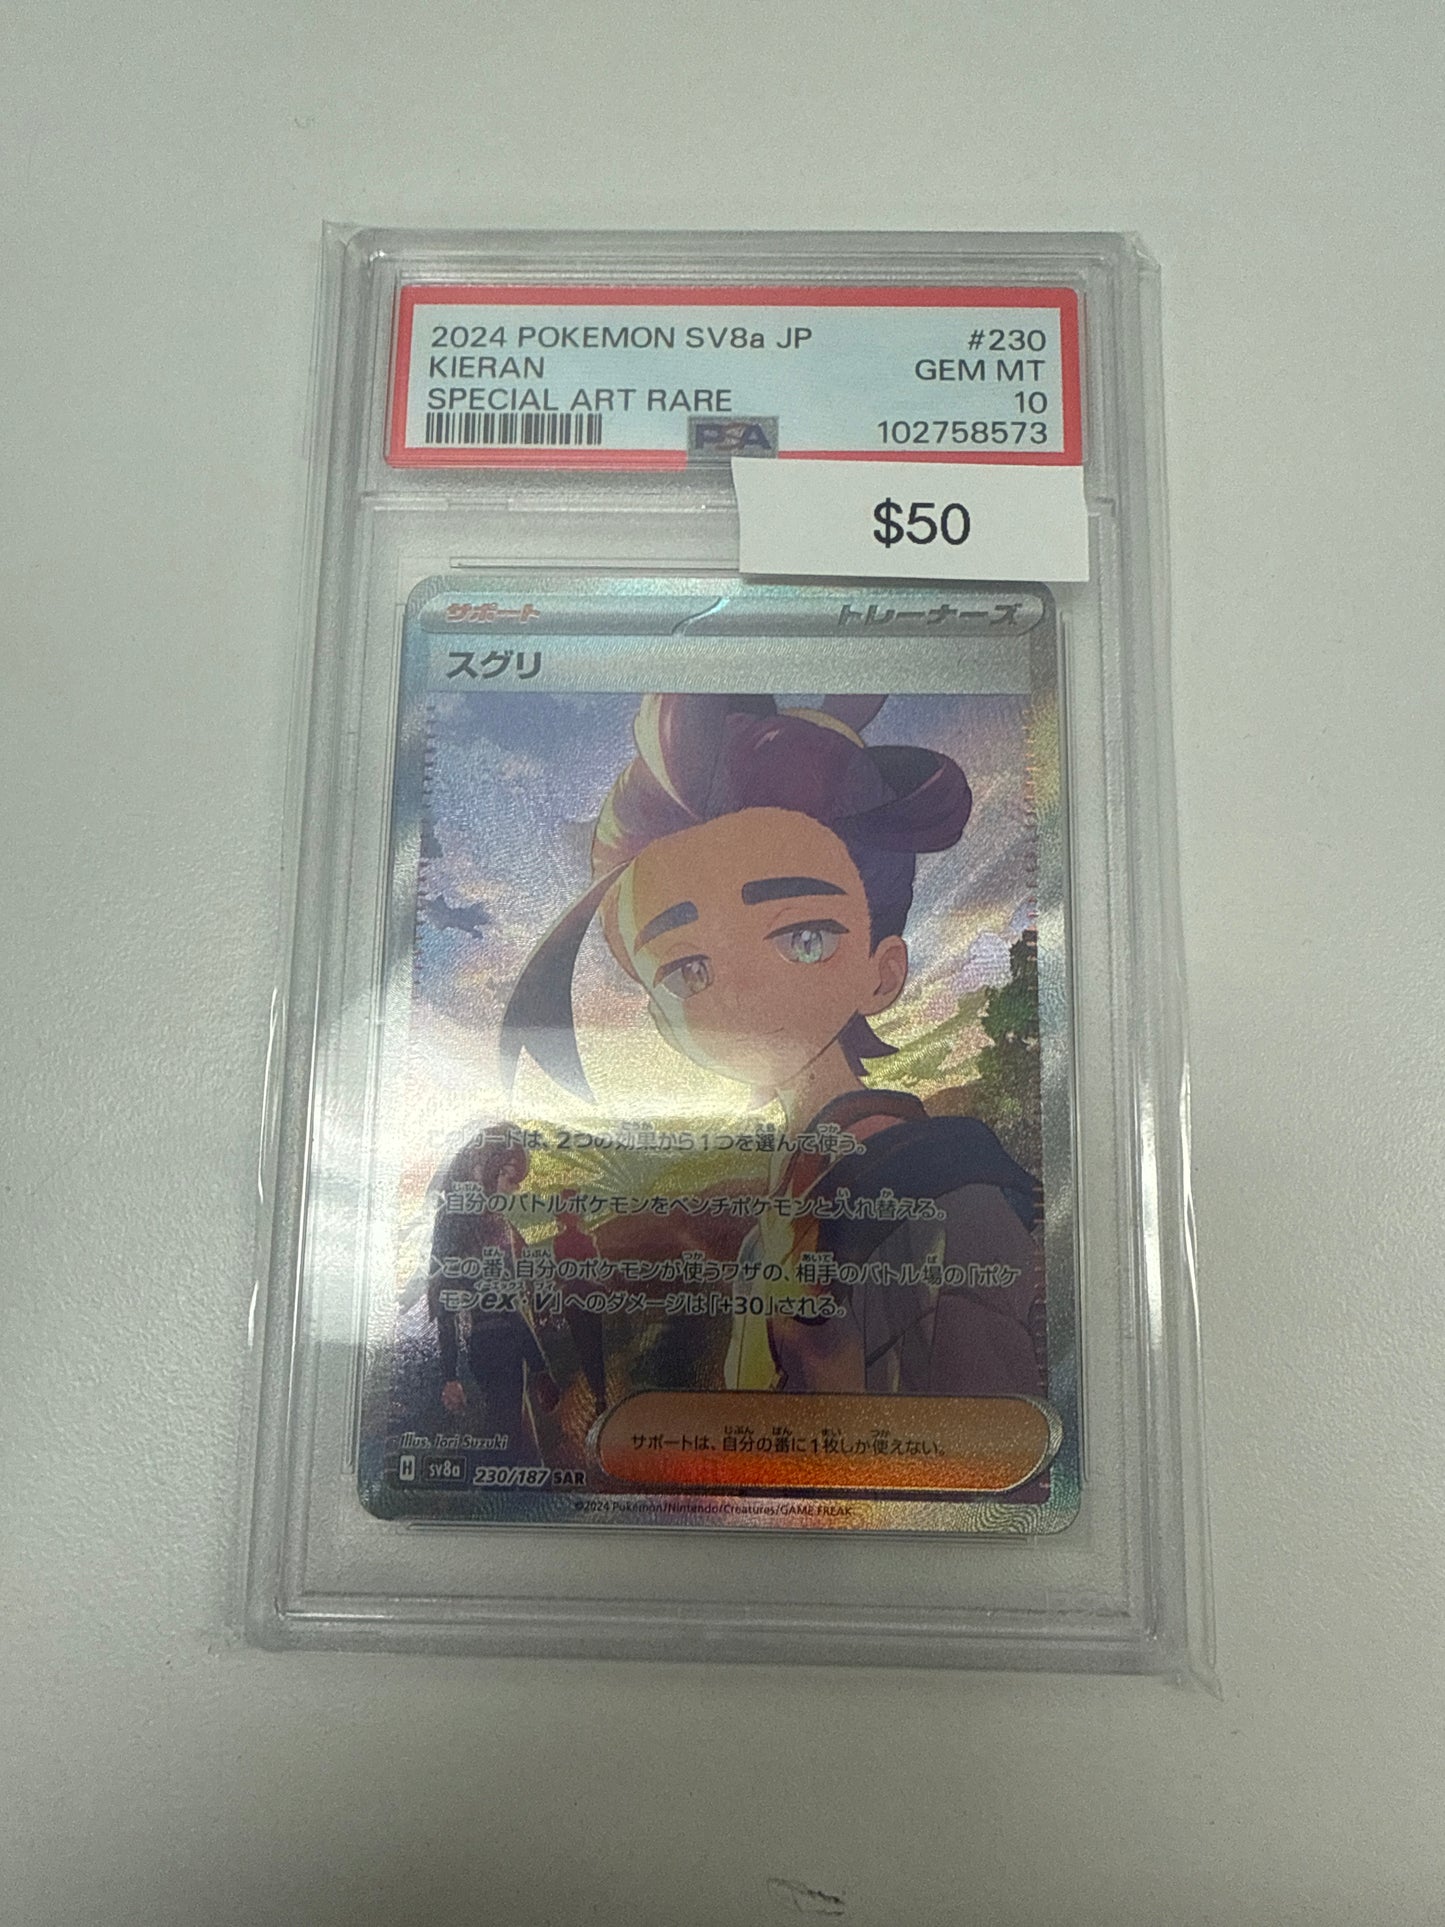 2024 POKEMON SV8a JP #230
KIERAN GEM MT
SPECIAL ART RARE 10
PSA 102758573
$50
サポート トレーナーズ
スグリ
このカードは、2つの効果から1つを選んで使う。
自分のバトルポケモンをベンチポケモンと入れ替える。
この番、自分のポケモンが使うワザの、相手のバトル場の「ポケ
モンex・V」へのダメージは「+30」される。
サポートは、自分の番に1枚しか使えない。
Illus. Iori Suzuki
H SV8a 230/187 SAR
©2024 Pokémon/Nintendo/Creatures/GAME FREAK